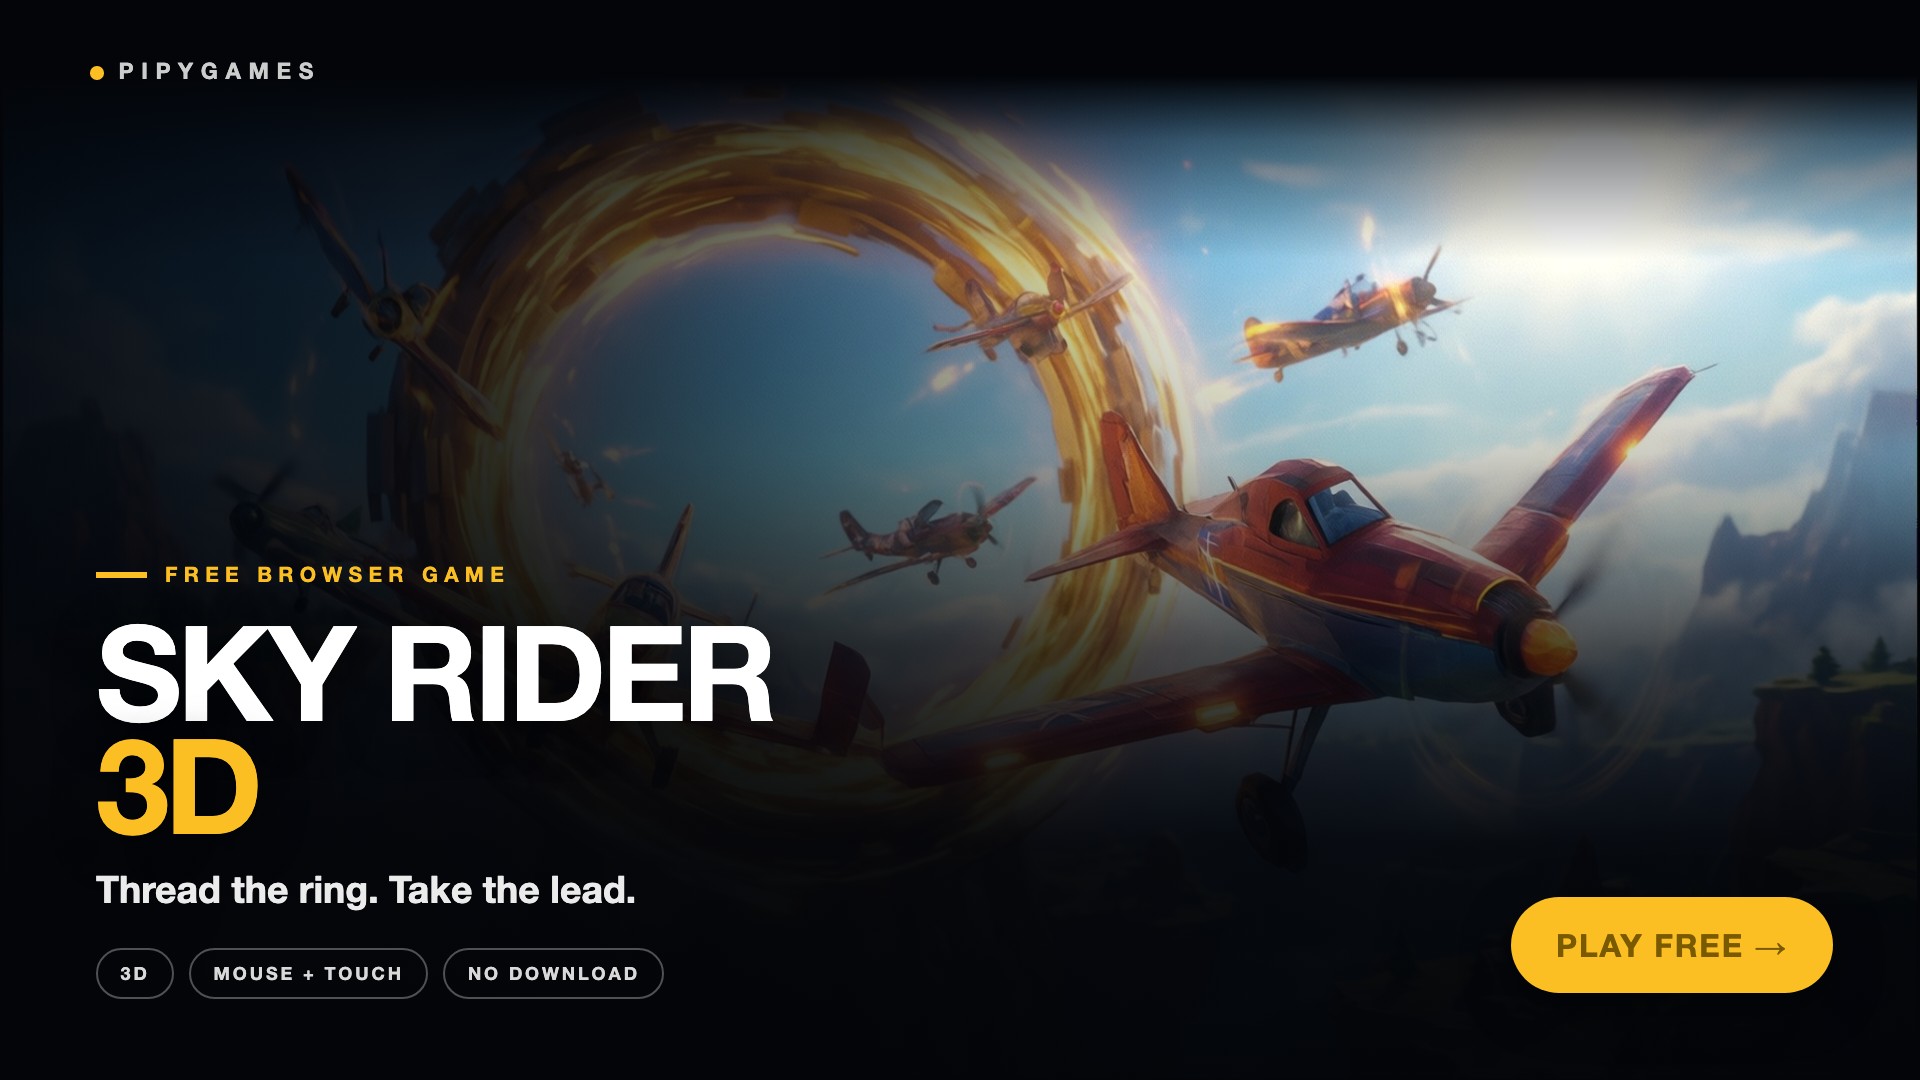 PIPYGAMES
FREE BROWSER GAME
SKY RIDER
3D
Thread the ring. Take the lead.
3D
MOUSE + TOUCH
NO DOWNLOAD
PLAY FREE →